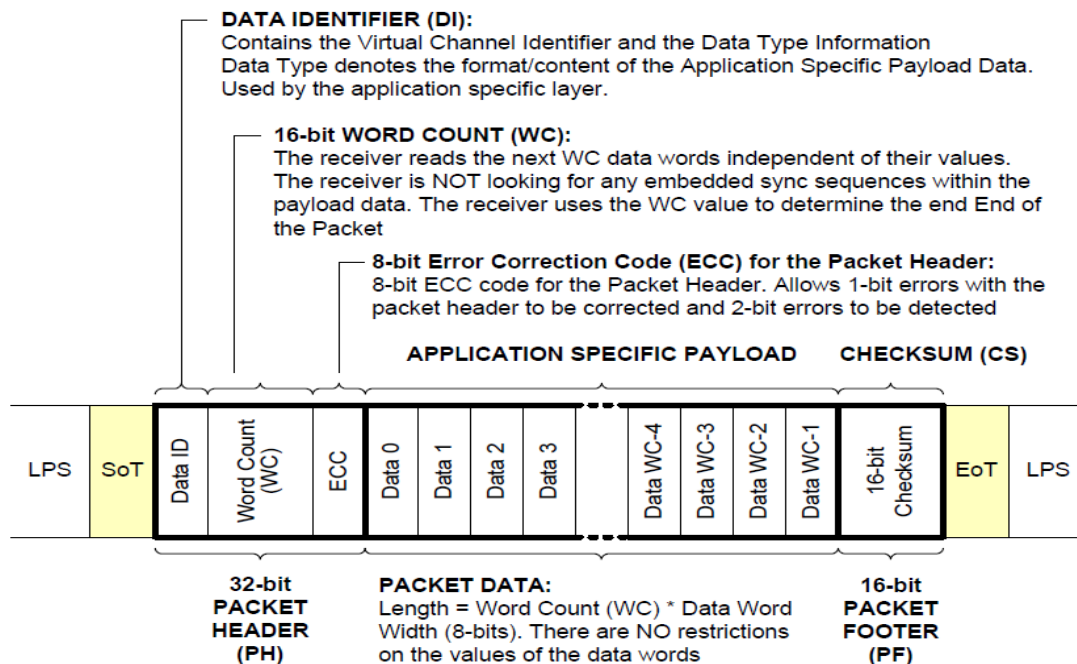 DATA IDENTIFIER (DI):
Contains the Virtual Channel Identifier and the Data Type Information
Data Type denotes the format/content of the Application Specific Payload Data.
Used by the application specific layer.
16-bit WORD COUNT (WC):
The receiver reads the next WC data words independent of their values.
The receiver is NOT looking for any embedded sync sequences within the
payload data. The receiver uses the WC value to determine the end End of
the Packet
8-bit Error Correction Code (ECC) for the Packet Header:
8-bit ECC code for the Packet Header. Allows 1-bit errors with the
packet header to be corrected and 2-bit errors to be detected
APPLICATION SPECIFIC PAYLOAD
CHECKSUM (CS)
LPS
SoT
Data ID
Word Count
(WC)
ECC
Data 0
Data 1
Data 2
Data 3
Data WC-4
Data WC-3
Data WC-2
Data WC-1
16-bit
Checksum
EoT
LPS
32-bit
PACKET
HEADER
(PH)
PACKET DATA:
Length = Word Count (WC) * Data Word
Width (8-bits). There are NO restrictions
on the values of the data words
16-bit
PACKET
FOOTER
(PF)